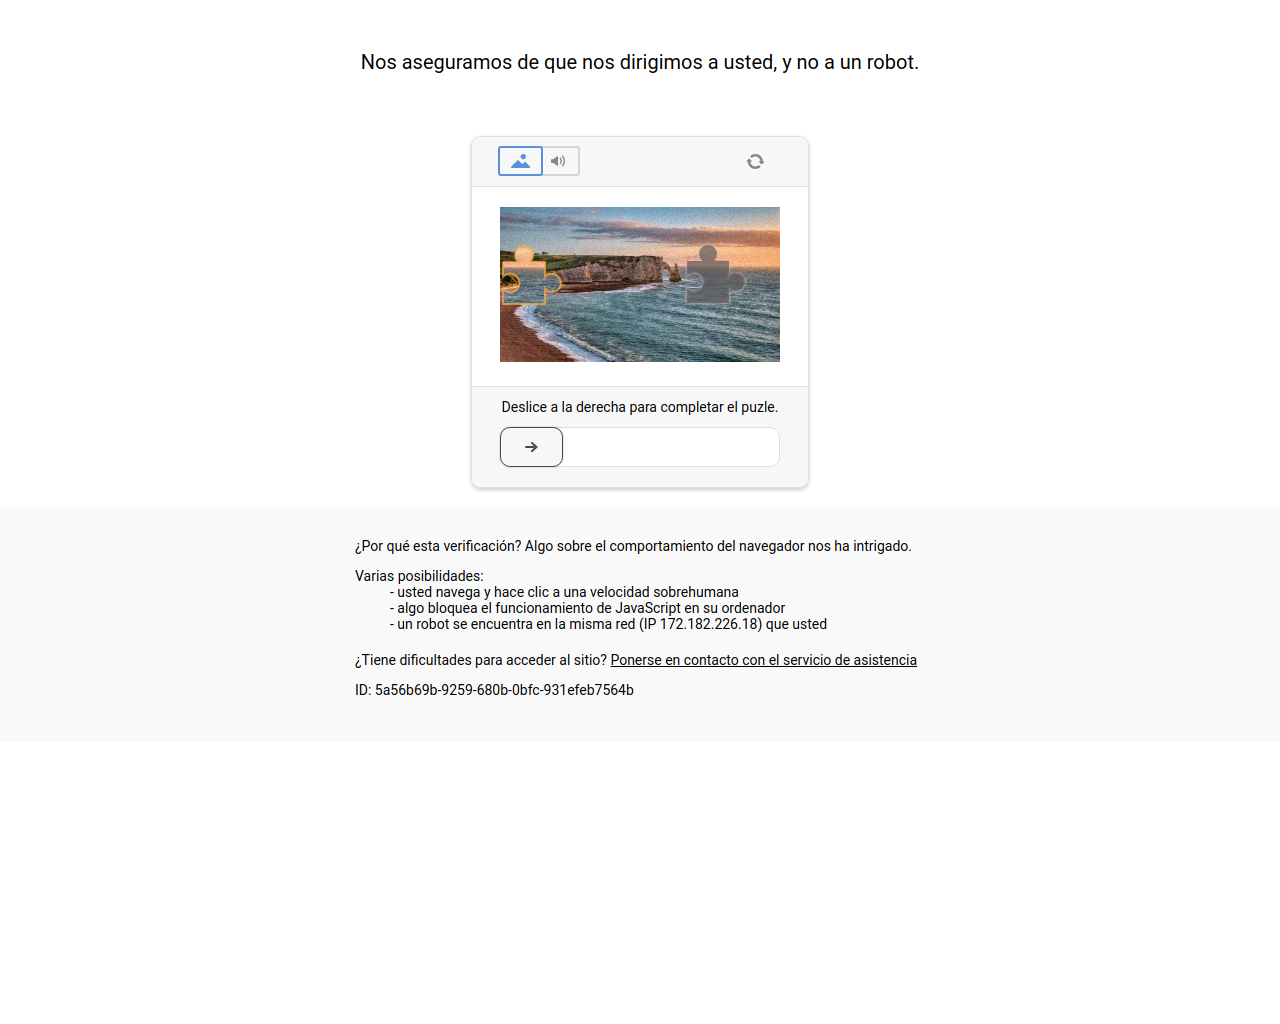 Nos aseguramos de que nos dirigimos a usted, y no a un robot.
Deslice a la derecha para completar el puzle.
¿Por qué esta verificación? Algo sobre el comportamiento del navegador nos ha intrigado.
Varias posibilidades:
- usted navega y hace clic a una velocidad sobrehumana
- algo bloquea el funcionamiento de JavaScript en su ordenador
- un robot se encuentra en la misma red (IP 172.182.226.18) que usted
¿Tiene dificultades para acceder al sitio? Ponerse en contacto con el servicio de asistencia
ID: 5a56b69b-9259-680b-0bfc-931efeb7564b